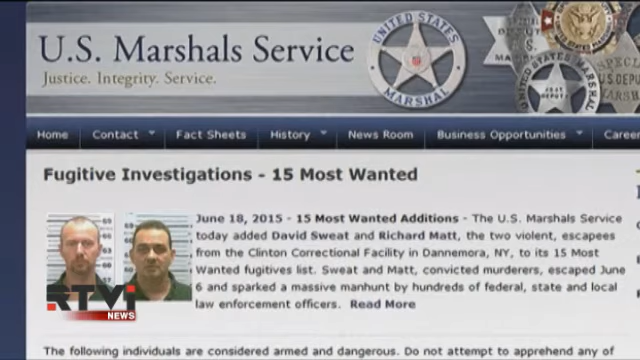 U.S. Marshals Service
Justice. Integrity. Service.
UNITED STATES
MARSHAL
Home Contact Fact Sheets History News Room Business Opportunities Career
Fugitive Investigations - 15 Most Wanted
June 18, 2015 - 15 Most Wanted Additions - The U.S. Marshals Service
today added David Sweat and Richard Matt, the two violent, escapees
from the Clinton Correctional Facility in Dannemora, NY, to its 15 Most
Wanted fugitives list. Sweat and Matt, convicted murderers, escaped June
6 and sparked a massive manhunt by hundreds of federal, state and local
law enforcement officers. Read More
RTVi
NEWS
The following individuals are considered armed and dangerous. Do not attempt to apprehend any of